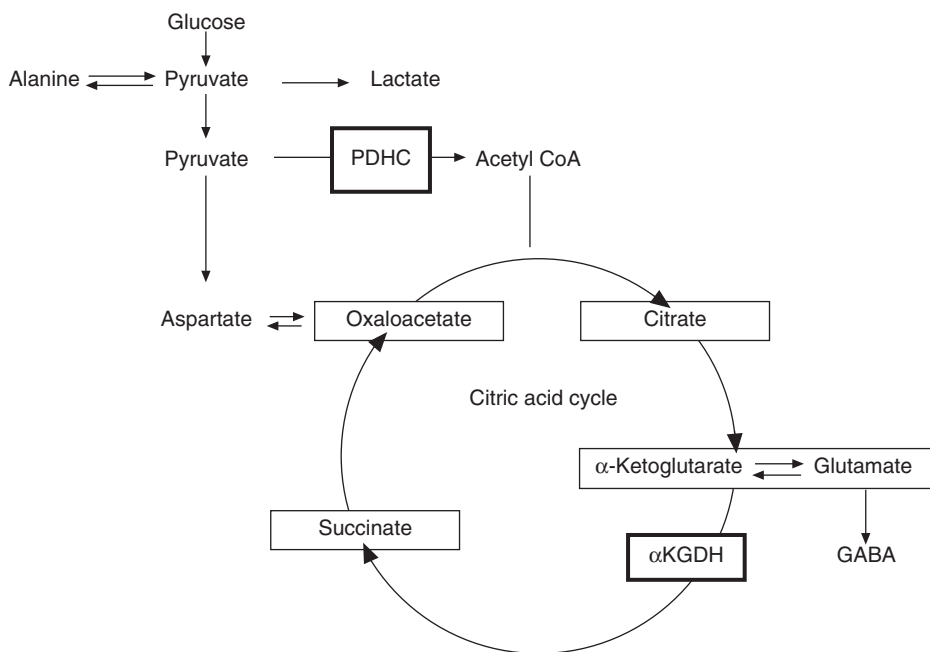 Glucose
Alanine Pyruvate Lactate
Pyruvate PDHC Acetyl CoA
Aspartate Oxaloacetate Citrate
Citric acid cycle
α-Ketoglutarate Glutamate
Succinate
αKGDH GABA